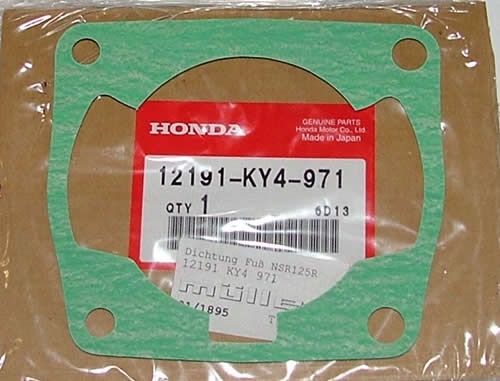 HONDA
GENUINE PARTS
Honda Motor Co., Ltd.
Made in Japan
12191-KY4-971
QTY 1 6D13
Dichtung Fuß NSR125R
12191 KY4 971
/1895 T